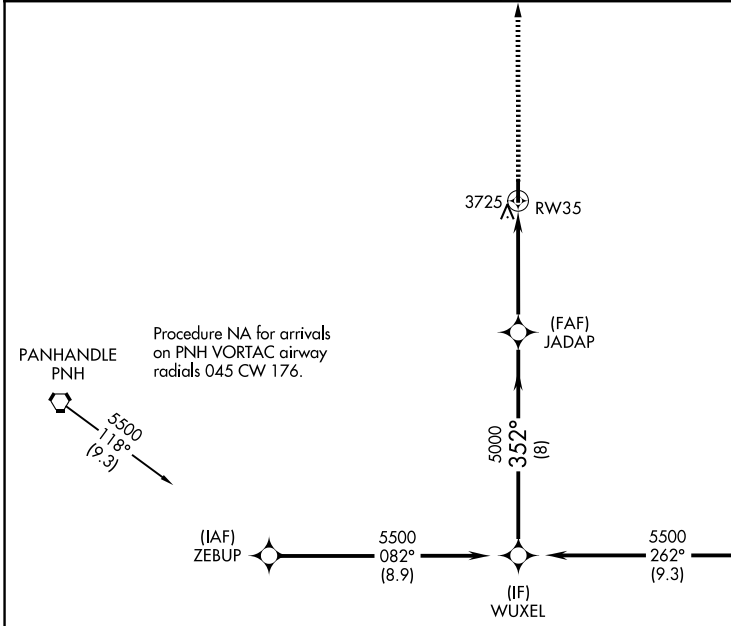 3725
RW35
(FAF)
JADAP
Procedure NA for arrivals
on PNH VORTAC airway
radials 045 CW 176.
PANHANDLE
PNH
5500
118°
(9.3)
5000
352°
(8)
(IAF)
ZEBUP
5500
082°
(8.9)
5500
262°
(9.3)
(IF)
WUXEL